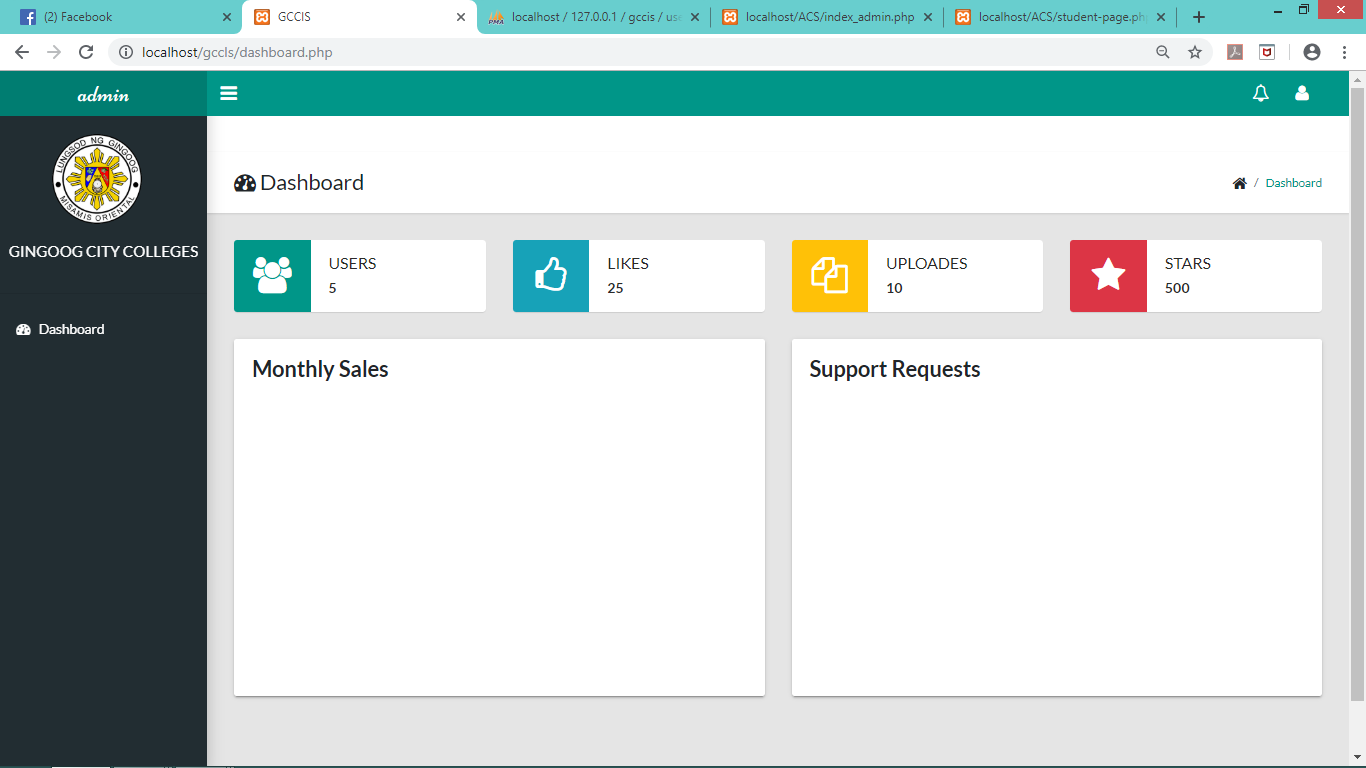 (2) Facebook
GCCIS
localhost / 127.0.0.1 / gccis / use
localhost/ACS/index_admin.php
localhost/ACS/student-page.ph
localhost/gccls/dashboard.php
admin
LUNGSOD NG GINGOOG
MISAMIS ORIENTAL
GINGOOG CITY COLLEGES
Dashboard
Dashboard
/ Dashboard
USERS
5
LIKES
25
UPLOADES
10
STARS
500
Monthly Sales
Support Requests